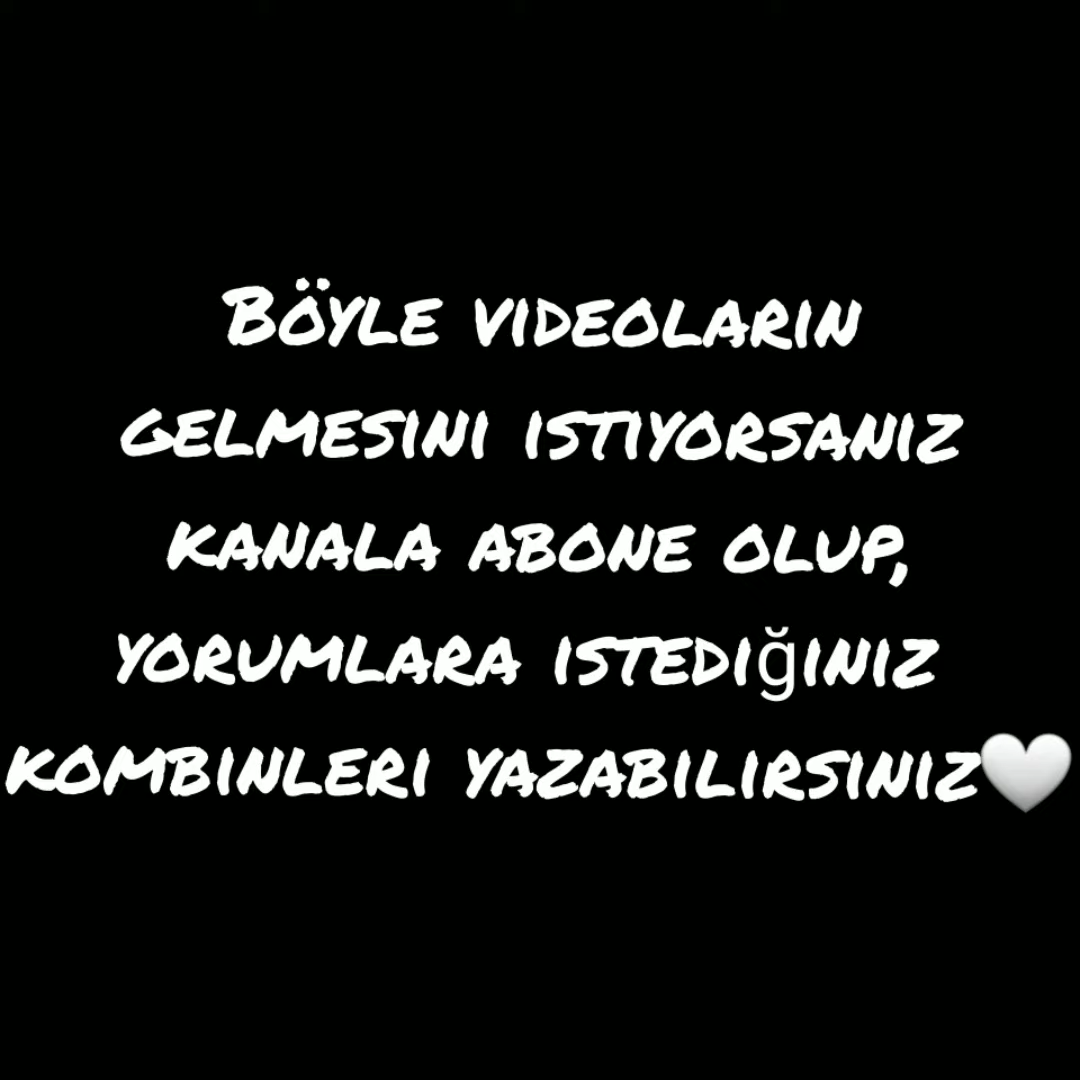 Böyle videoların
gelmesini istiyorsanız
kanala abone olup,
yorumlara istediğiniz
kombinleri yazabilirsiniz🤍